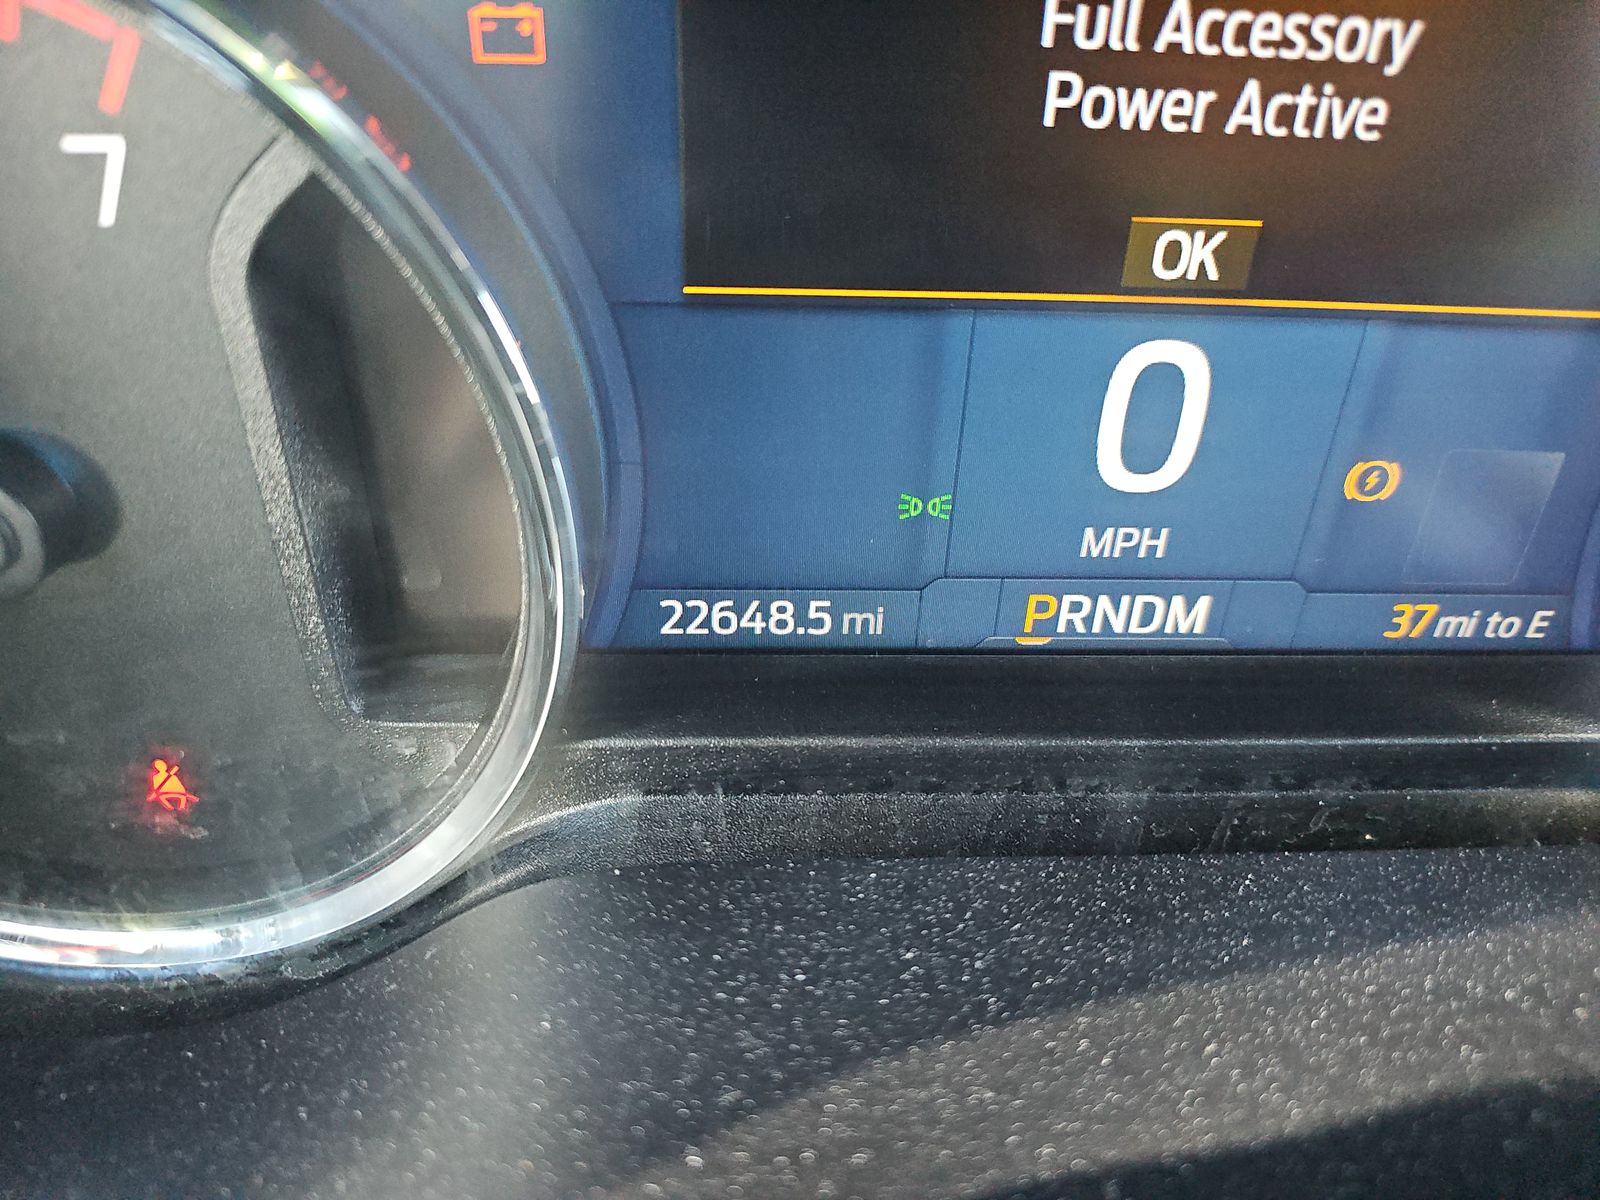 Full Accessory
Power Active
OK
7
0
MPH
22648.5 mi
PRNDM
37 mi to E